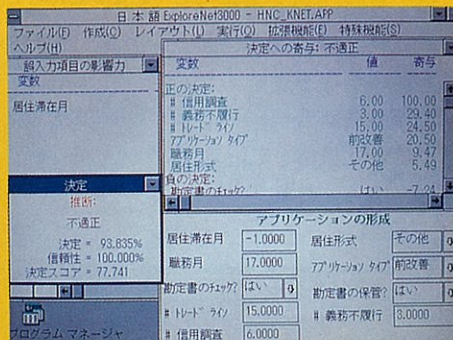 日本語 ExploreNet3000 - HNC_KNET.APP
ファイル(F) 作成(C) レイアウト(L) 実行(O) 拡張機能(E) 特殊機能(S)
ヘルプ(H)
誤入力項目の影響力
変数
居住滞在月
決定への寄与: 不適正
変数 値 寄与
正の決定:
# 信用調査 6.00 100.00
# 義務不履行 3.00 29.40
# トレード ライン 15.00 24.50
アプリケーション タイプ 前改善 20.50
職務月 17.00 9.47
居住形式 その他 5.49
負の決定:
勘定書のチェック? はい -7.24
決定
推断:
不適正
決定 = 93.835%
信頼性 = 100.000%
決定スコア = 77.741
アプリケーションの形成
居住滞在月 -1.0000 居住形式 その他
職務月 17.0000 アプリケーション タイプ 前改善
勘定書のチェック? はい 勘定書の保管? はい
# トレード ライン 15.0000 # 義務不履行 3.0000
# 信用調査 6.0000
プログラム マネージャ